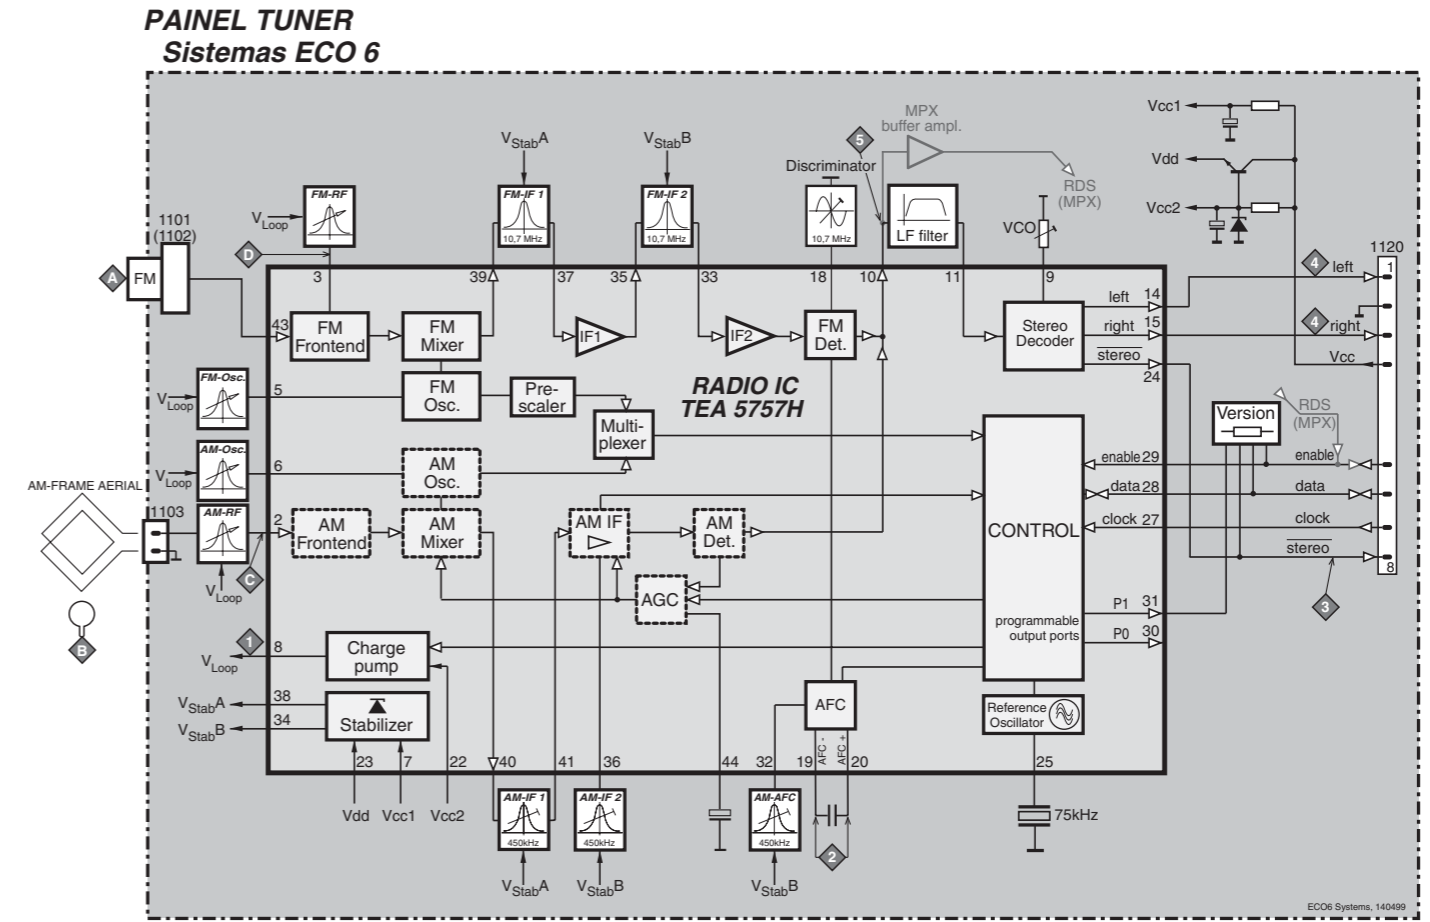 PAINEL TUNER
Sistemas ECO 6
Vcc1
MPX
buffer ampl.
5
VStabA
VStabB
Discriminator
Vdd
RDS
(MPX)
FM-RF
VLoop
FM-IF 1
10,7 MHz
FM-IF 2
10,7 MHz
10,7 MHz
LF filter
VCO
Vcc2
1101
(1102)
D
A
FM
3
39
37
35
33
18
10
11
9
1120
4
left
1
43
FM
Frontend
FM
Mixer
IF1
IF2
FM
Det.
Stereo
Decoder
left
14
right
15
stereo
24
4
right
Vcc
FM-Osc.
VLoop
5
FM
Osc.
Pre-
scaler
RADIO IC
TEA 5757H
Multi-
plexer
Version
RDS
(MPX)
AM-Osc.
VLoop
6
AM
Osc.
enable
29
enable
data
28
data
AM-FRAME AERIAL
1103
AM-RF
2
AM
Frontend
AM
Mixer
AM IF
AM
Det.
CONTROL
clock
27
clock
stereo
8
VLoop
C
AGC
P1
31
3
programmable
output ports
P0
30
B
1
VLoop
8
Charge
pump
VStabA
38
VStabB
34
Stabilizer
AFC
Reference
Oscillator
AFC -
AFC +
23
7
22
40
41
36
44
32
19
20
25
Vdd
Vcc1
Vcc2
AM-IF 1
450kHz
AM-IF 2
450kHz
AM-AFC
450kHz
75kHz
2
VStabA
VStabB
VStabB
ECO6 Systems, 140499